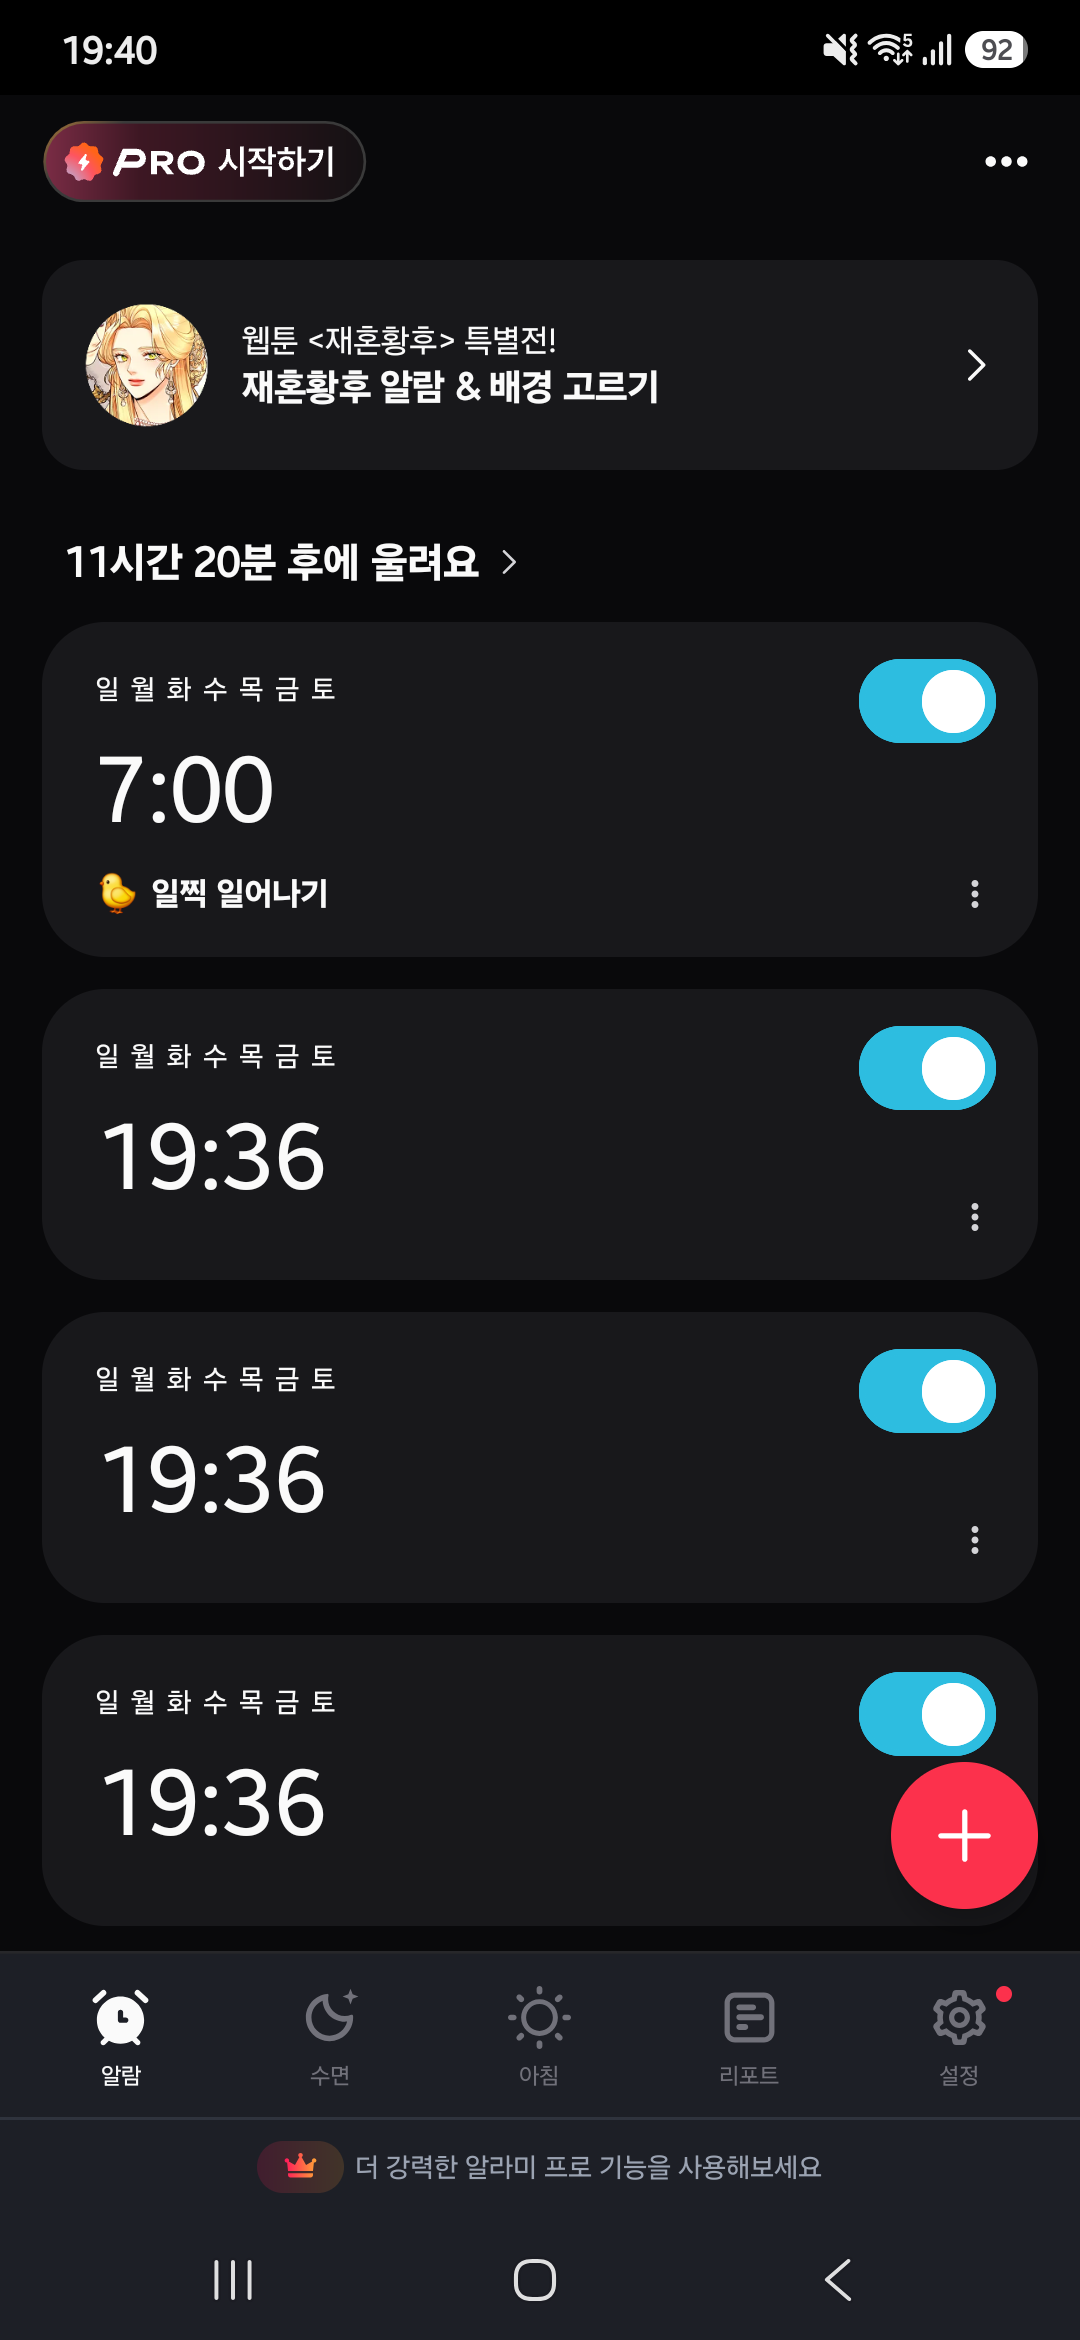 19:40
5
92
PRO 시작하기
웹툰 <재혼황후> 특별전!
재혼황후 알람 & 배경 고르기
11시간 20분 후에 울려요
일 월 화 수 목 금 토
7:00
🐤 일찍 일어나기
일 월 화 수 목 금 토
19:36
일 월 화 수 목 금 토
19:36
일 월 화 수 목 금 토
19:36
알람 수면 아침 리포트 설정
더 강력한 알라미 프로 기능을 사용해보세요